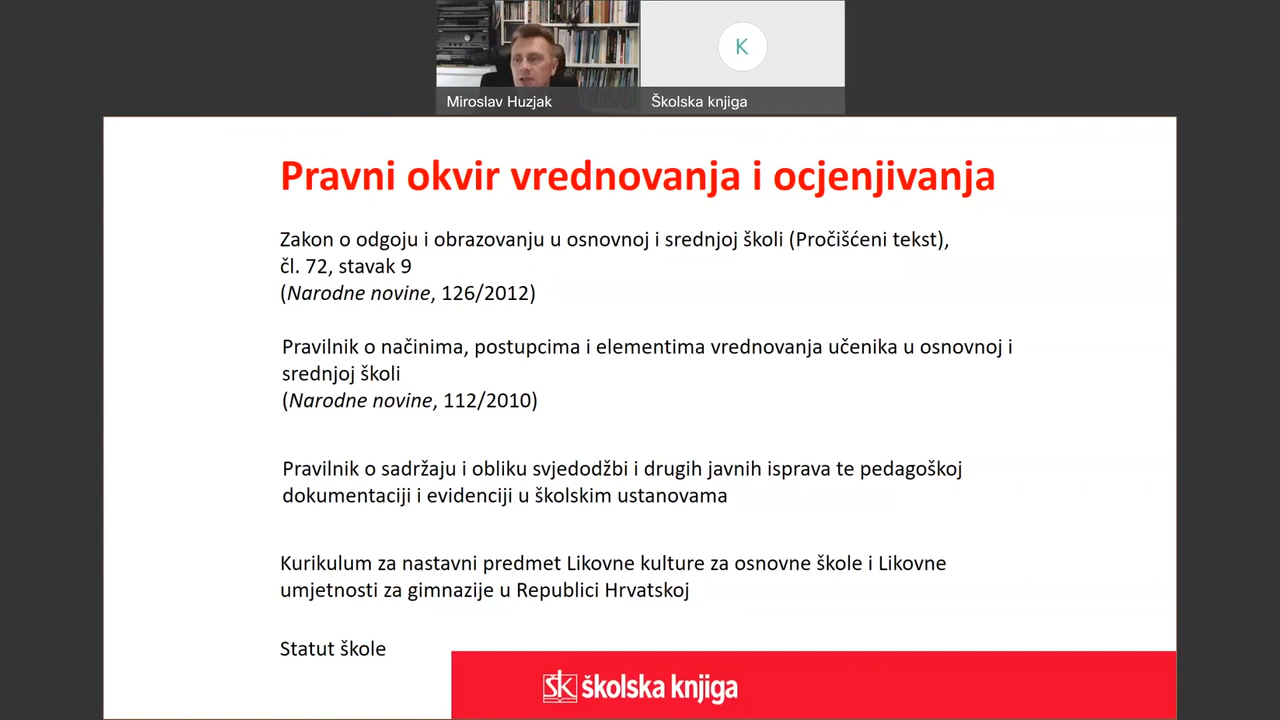 K
Miroslav Huzjak
Školska knjiga
Pravni okvir vrednovanja i ocjenjivanja
Zakon o odgoju i obrazovanju u osnovnoj i srednjoj školi (Pročišćeni tekst),
čl. 72, stavak 9
(Narodne novine, 126/2012)
Pravilnik o načinima, postupcima i elementima vrednovanja učenika u osnovnoj i
srednjoj školi
(Narodne novine, 112/2010)
Pravilnik o sadržaju i obliku svjedodžbi i drugih javnih isprava te pedagoškoj
dokumentaciji i evidenciji u školskim ustanovama
Kurikulum za nastavni predmet Likovne kulture za osnovne škole i Likovne
umjetnosti za gimnazije u Republici Hrvatskoj
Statut škole
ŠK školska knjiga